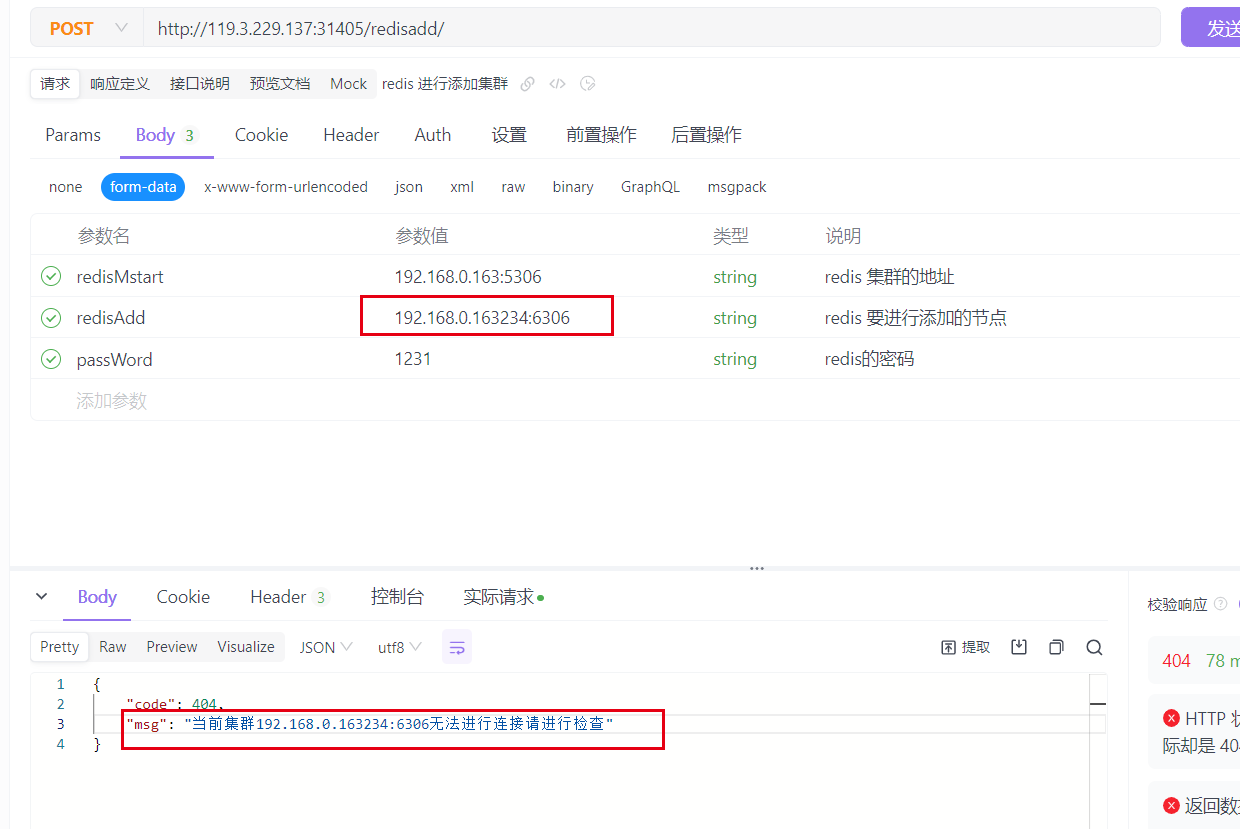 POST http://119.3.229.137:31405/redisadd/ 发送
请求 响应定义 接口说明 预览文档 Mock redis 进行添加集群
Params Body 3 Cookie Header Auth 设置 前置操作 后置操作
none form-data x-www-form-urlencoded json xml raw binary GraphQL msgpack
参数名 参数值 类型 说明
redisMstart 192.168.0.163:5306 string redis 集群的地址
redisAdd 192.168.0.163234:6306 string redis 要进行添加的节点
passWord 1231 string redis的密码
添加参数
Body Cookie Header 3 控制台 实际请求
校验响应
Pretty Raw Preview Visualize JSON utf8 提取
404 78 m
1 {
2 "code": 404,
3 "msg": "当前集群192.168.0.163234:6306无法进行连接请进行检查"
4 }
HTTP 状
际却是 404
返回数